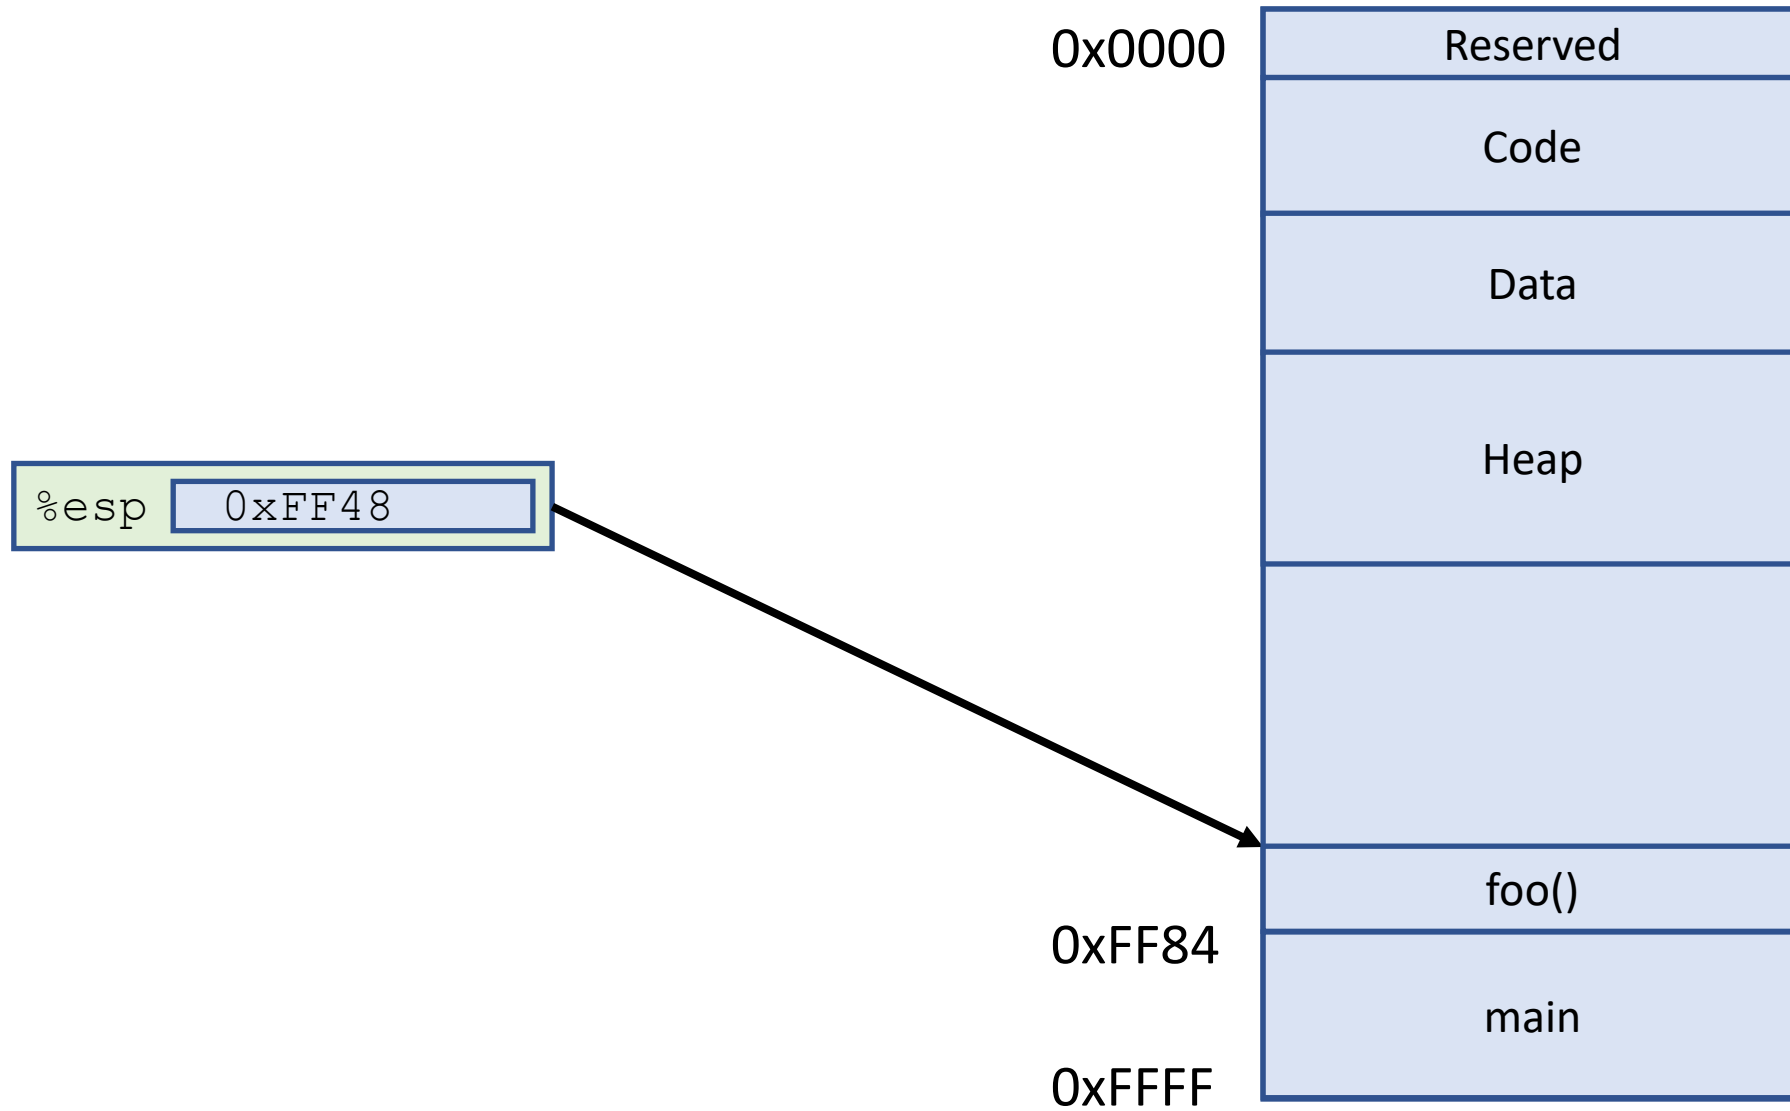 0x0000
Reserved
Code
Data
Heap
%esp 0xFF48
foo()
0xFF84
main
0xFFFF